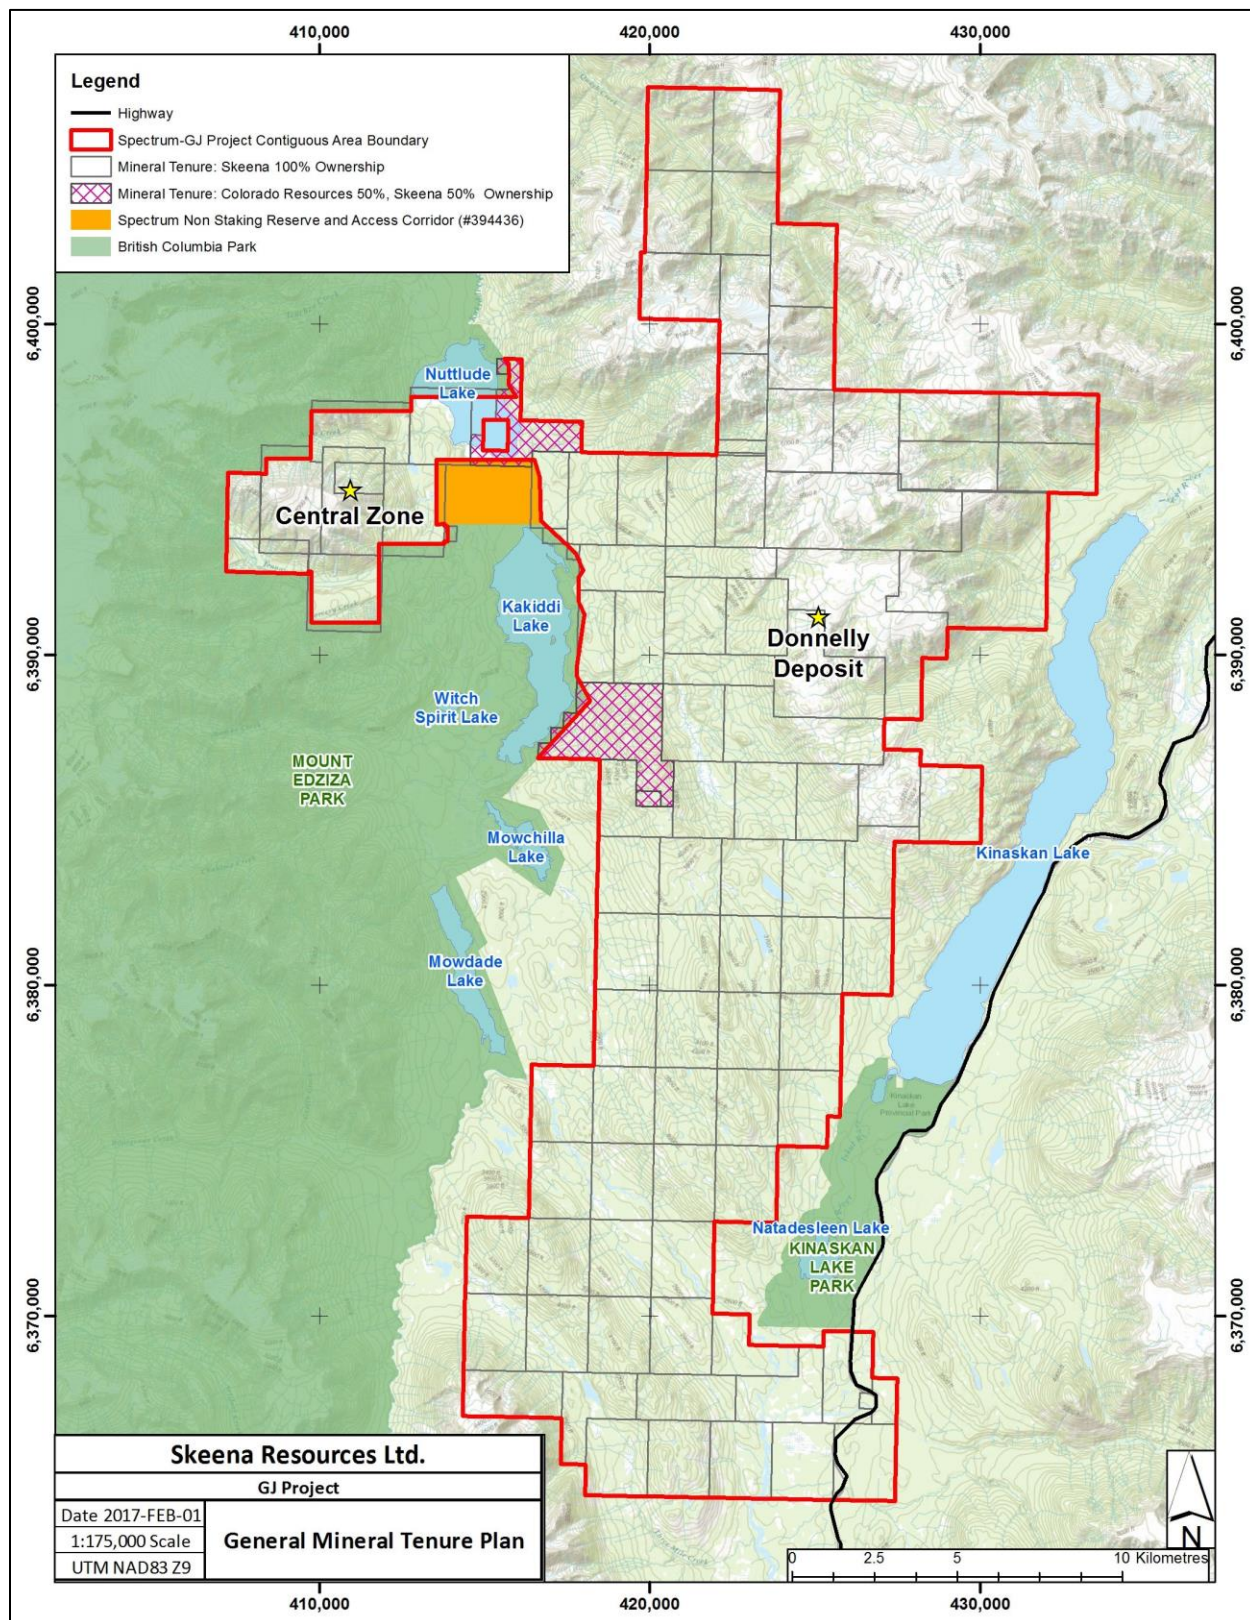 410,000
420,000
430,000
Legend
Highway
Spectrum-GJ Project Contiguous Area Boundary
Mineral Tenure: Skeena 100% Ownership
Mineral Tenure: Colorado Resources 50%, Skeena 50% Ownership
Spectrum Non Staking Reserve and Access Corridor (#394436)
British Columbia Park
6,400,000
6,400,000
Nuttlude
Lake
Central Zone
Kakiddi
Lake
Donnelly
Deposit
6,390,000
6,390,000
Witch
Spirit Lake
MOUNT
EDZIZA
PARK
Mowchilla
Lake
Kinaskan Lake
Mowdade
Lake
6,380,000
6,380,000
Kinaskan
Lake
Provincial Park
Natadesleen Lake
KINASKAN
LAKE
PARK
6,370,000
6,370,000
Skeena Resources Ltd.
GJ Project
Date 2017-FEB-01
1:175,000 Scale
UTM NAD83 Z9
General Mineral Tenure Plan
N
0 2.5 5 10 Kilometres
410,000
420,000
430,000